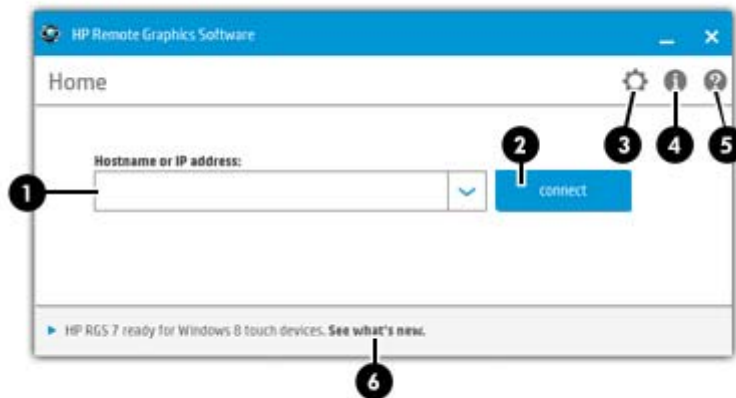 HP Remote Graphics Software
Home
3 4 5
2
Hostname or IP address:
1
connect
HP RGS 7 ready for Windows 8 touch devices. See what's new.
6